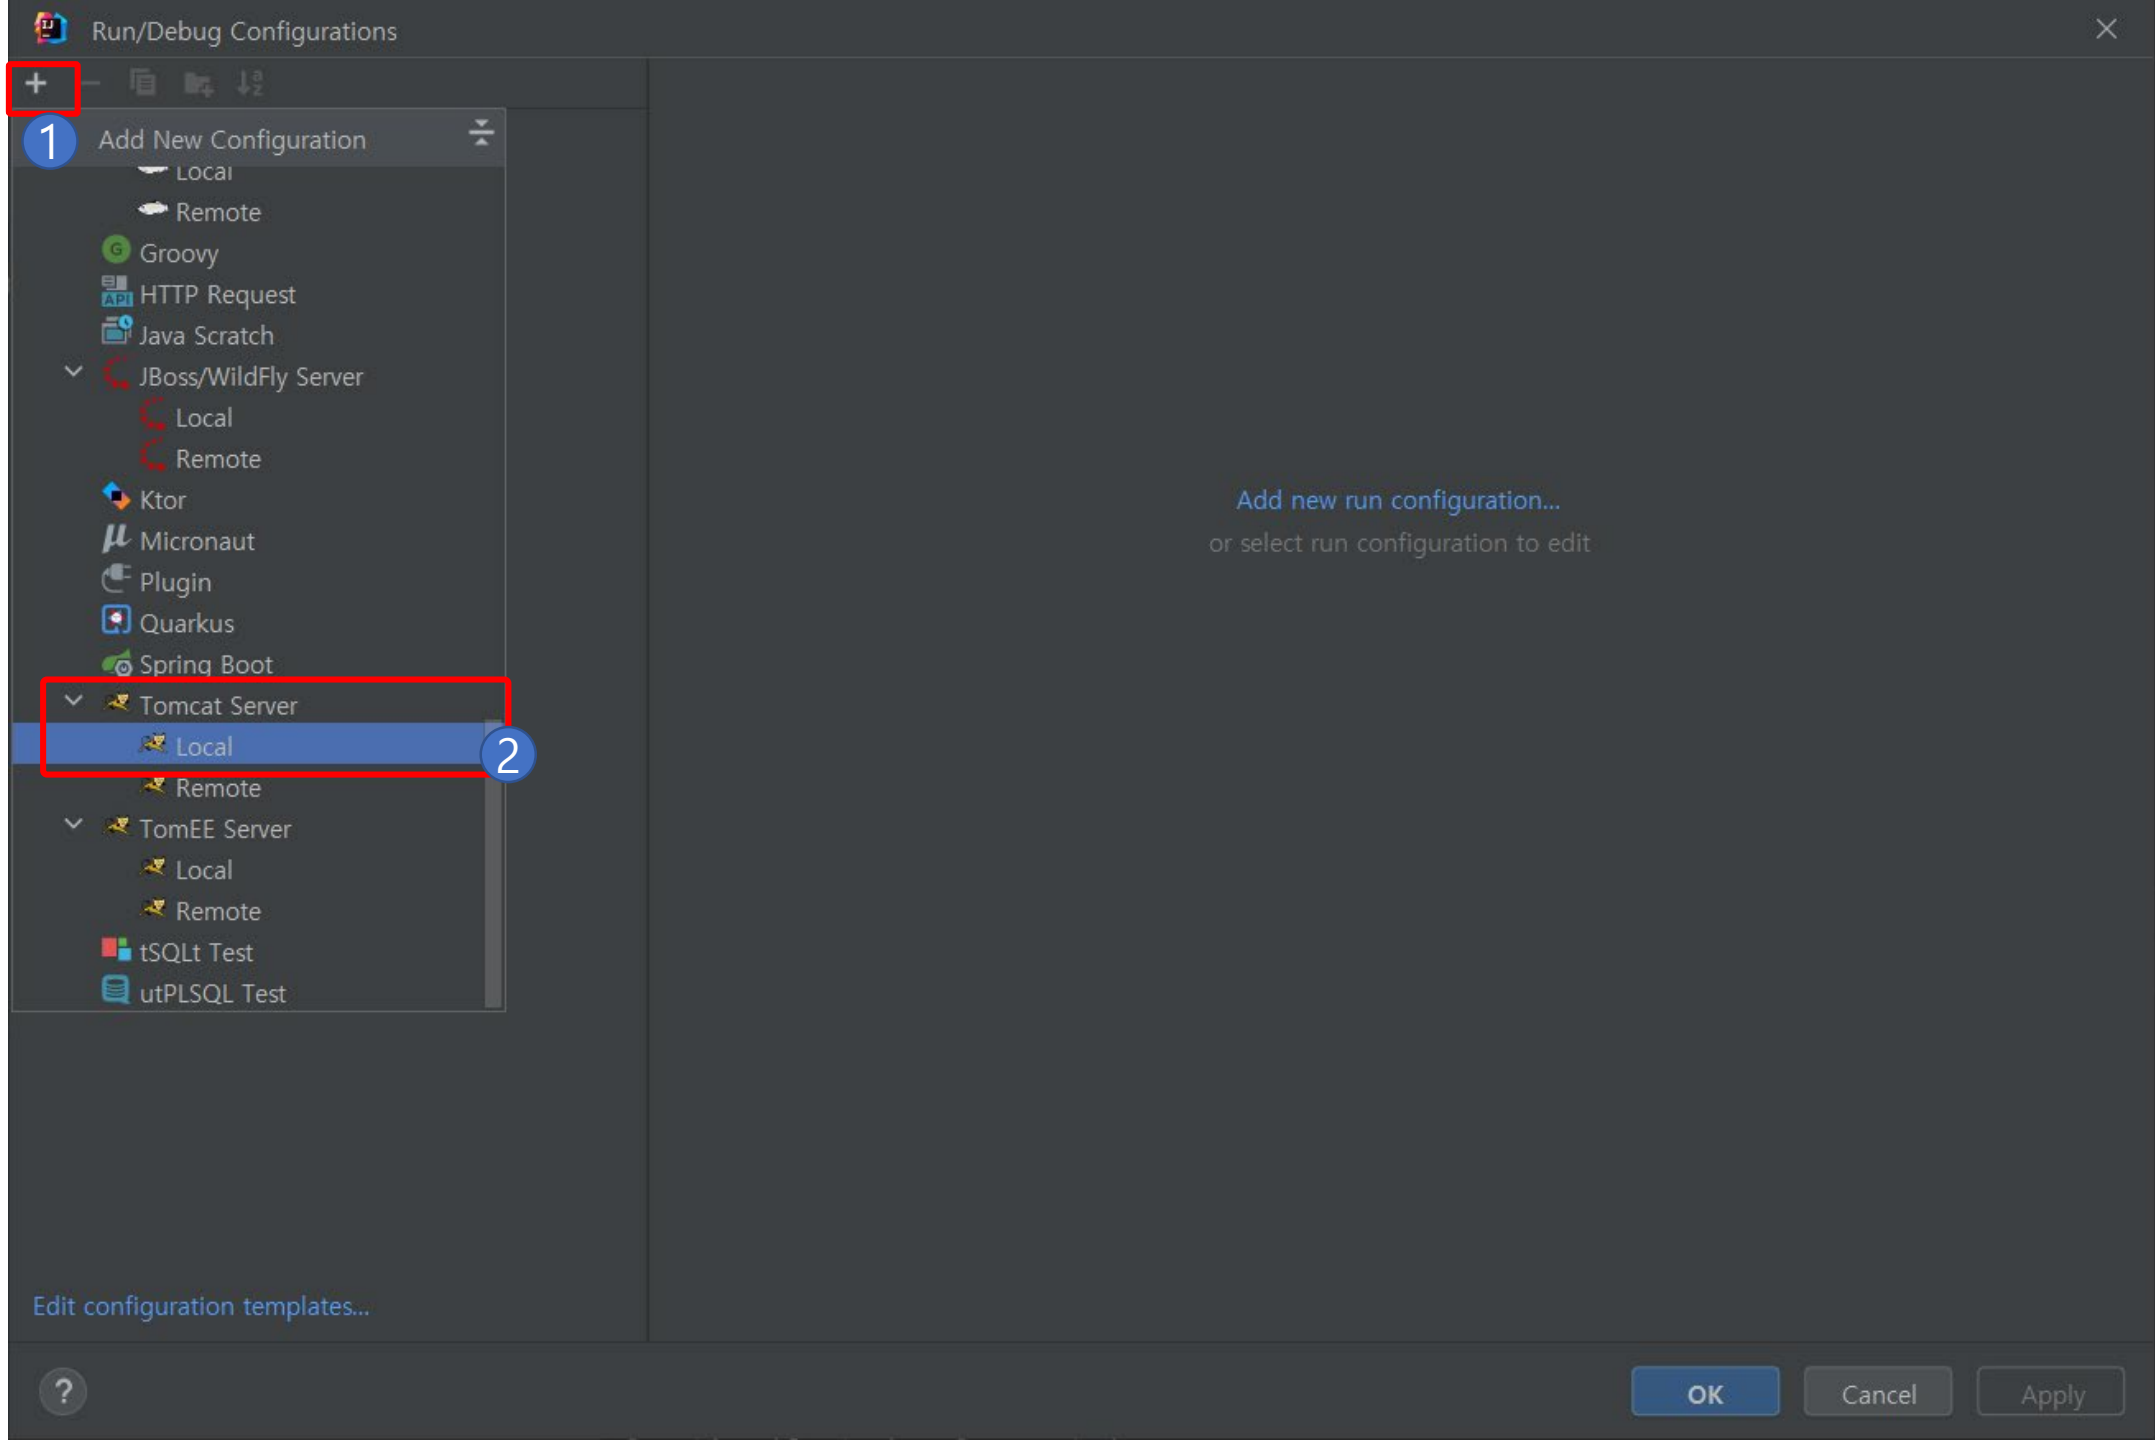 Run/Debug Configurations
1
Add New Configuration
Local
Remote
Groovy
HTTP Request
Java Scratch
JBoss/WildFly Server
Local
Remote
Ktor
Micronaut
Plugin
Quarkus
Spring Boot
Tomcat Server
Local
2
Remote
TomEE Server
Local
Remote
tSQLt Test
utPLSQL Test
Add new run configuration...
or select run configuration to edit
Edit configuration templates...
?
OK
Cancel
Apply